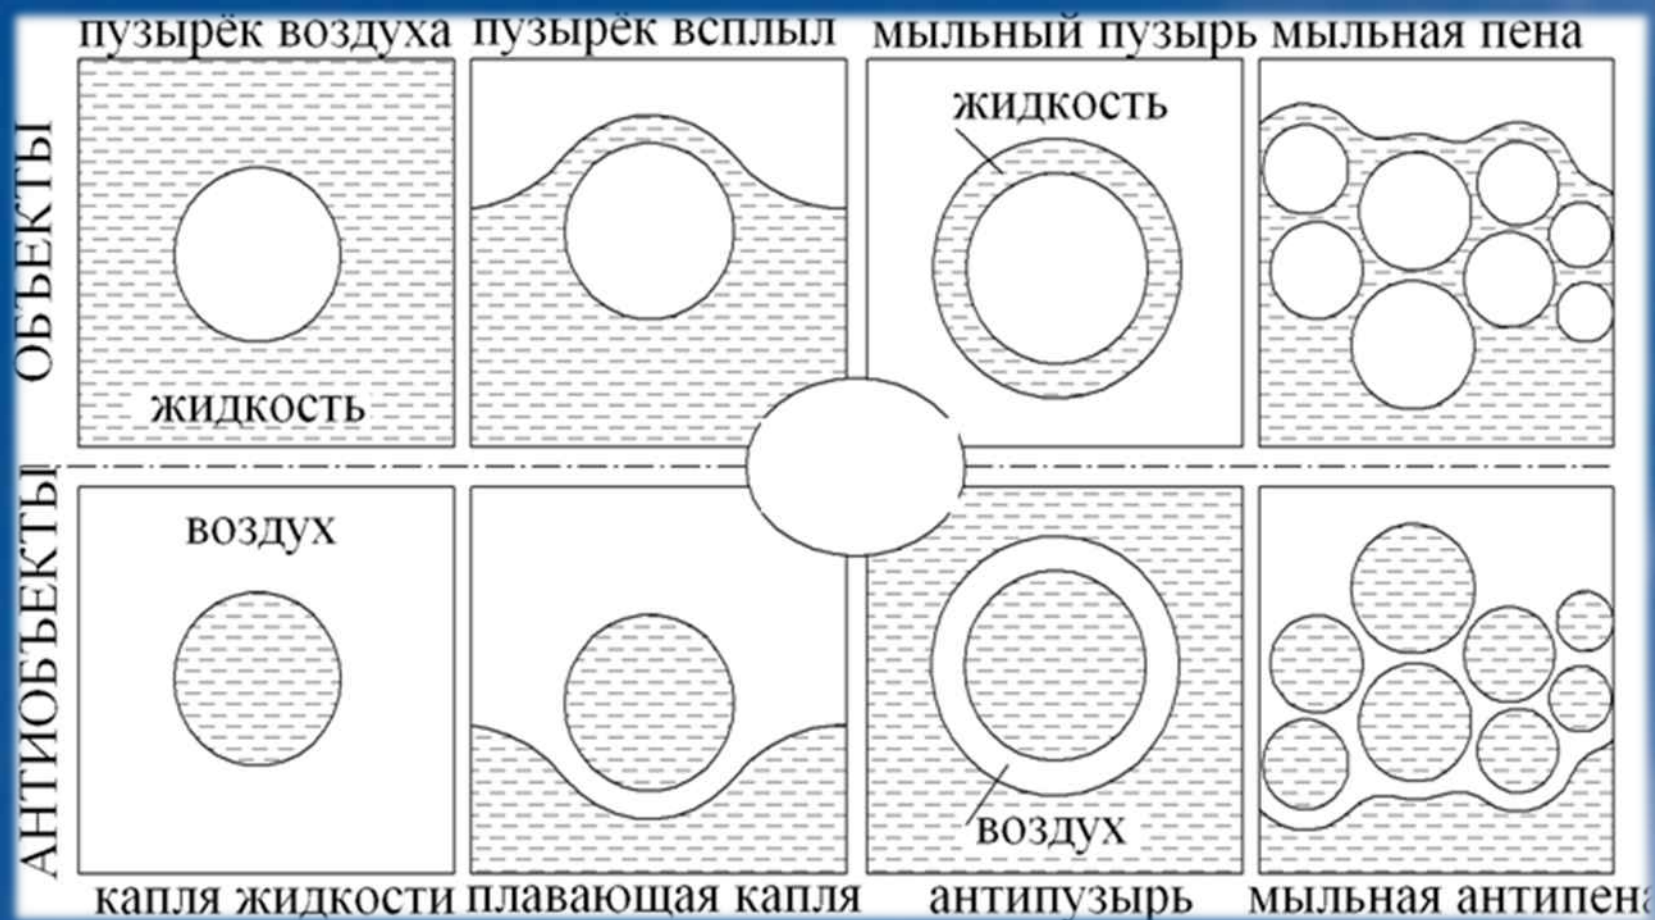 пузырёк воздуха
пузырёк всплыл
мыльный пузырь
мыльная пена
ОБЪЕКТЫ
жидкость
жидкость
АНТИОБЪЕКТЫ
воздух
воздух
капля жидкости
плавающая капля
антипузырь
мыльная антипена